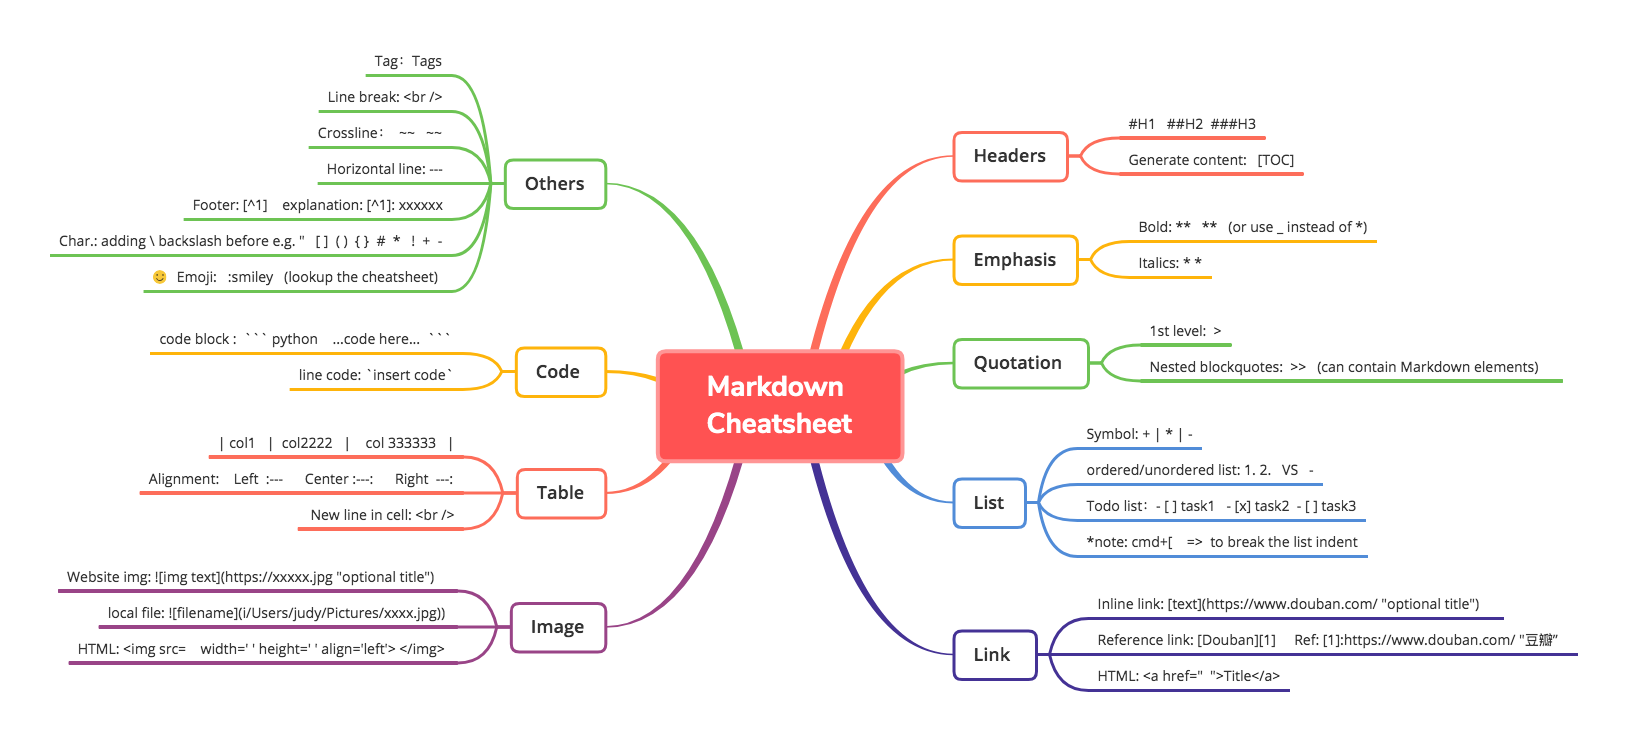 Markdown
Cheatsheet
Headers
#H1 ##H2 ###H3
Generate content: [TOC]
Emphasis
Bold: ** ** (or use _ instead of *)
Italics: * *
Quotation
1st level: >
Nested blockquotes: >> (can contain Markdown elements)
List
Symbol: + | * | -
ordered/unordered list: 1. 2. VS -
Todo list： - [ ] task1 - [x] task2 - [ ] task3
*note: cmd+[ => to break the list indent
Link
Inline link: [text](https://www.douban.com/ "optional title")
Reference link: [Douban][1] Ref: [1]:https://www.douban.com/ "豆瓣”
HTML: <a href=" ">Title</a>
Others
Tag： Tags
Line break: <br />
Crossline： ~~ ~~
Horizontal line: ---
Footer: [^1] explanation: [^1]: xxxxxx
Char.: adding \ backslash before e.g. " [ ] ( ) { } # * ! + -
Emoji: :smiley (lookup the cheatsheet)
Code
code block : ``` python ...code here... ```
line code: `insert code`
Table
| col1 | col2222 | col 333333 |
Alignment: Left :--- Center :---: Right ---:
New line in cell: <br />
Image
Website img: ![img text](https://xxxxx.jpg "optional title")
local file: ![filename](i/Users/judy/Pictures/xxxx.jpg))
HTML: <img src= width=' ' height=' ' align='left'> </img>